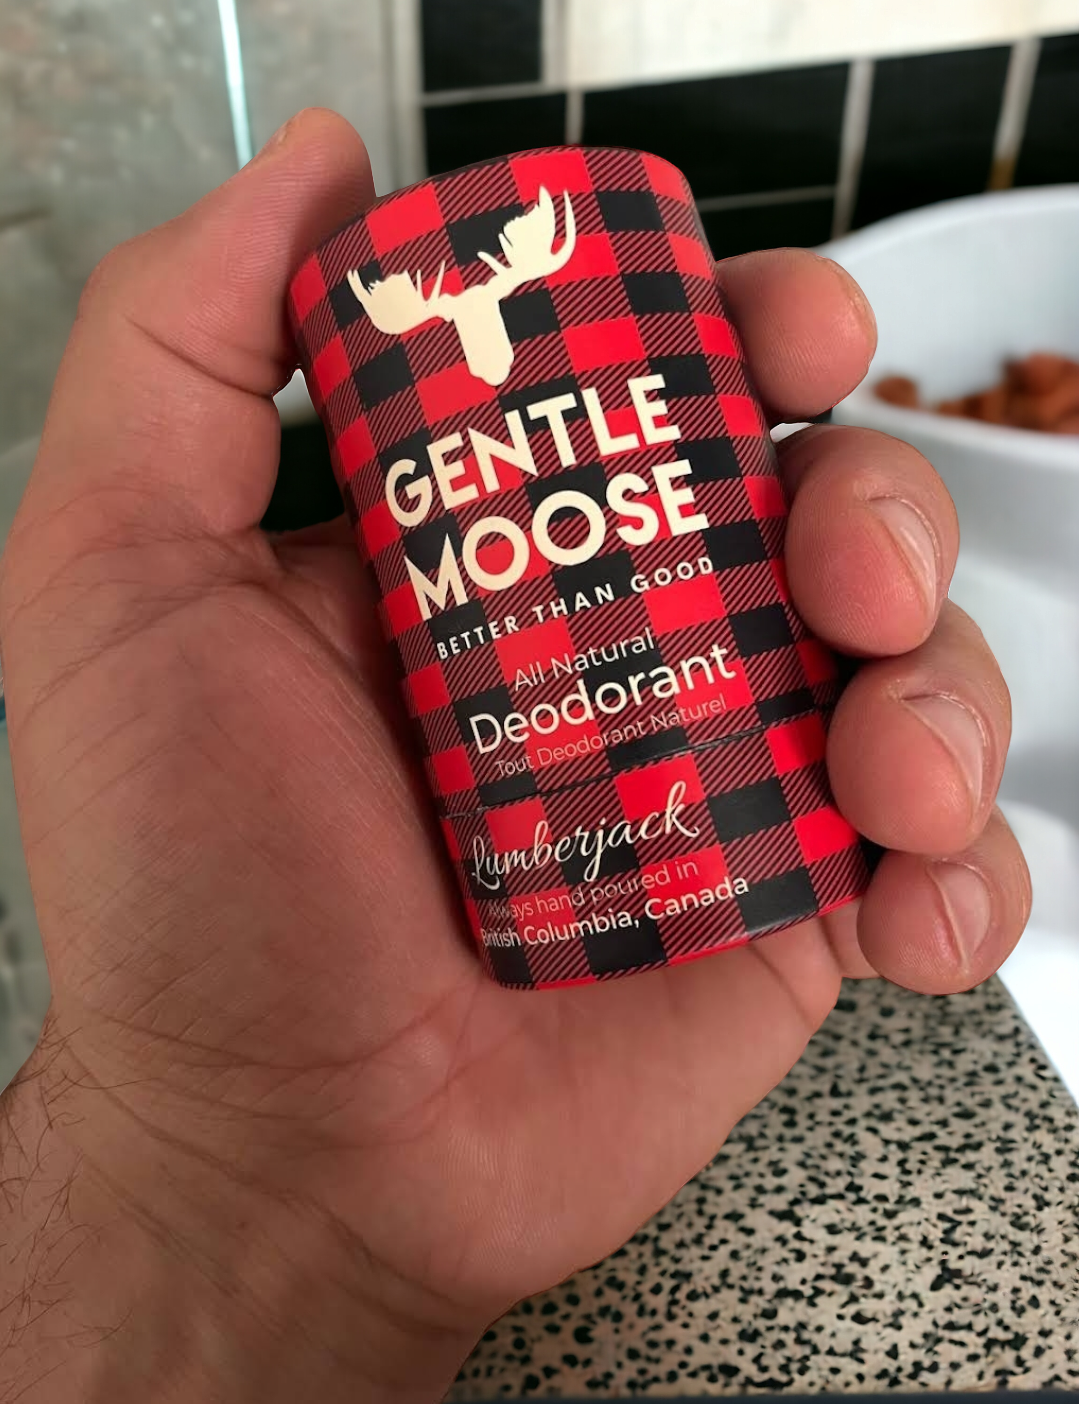 GENTLE
MOOSE
BETTER THAN GOOD
All Natural
Deodorant
Tout Deodorant Naturel
Lumberjack
Always hand poured in
British Columbia, Canada